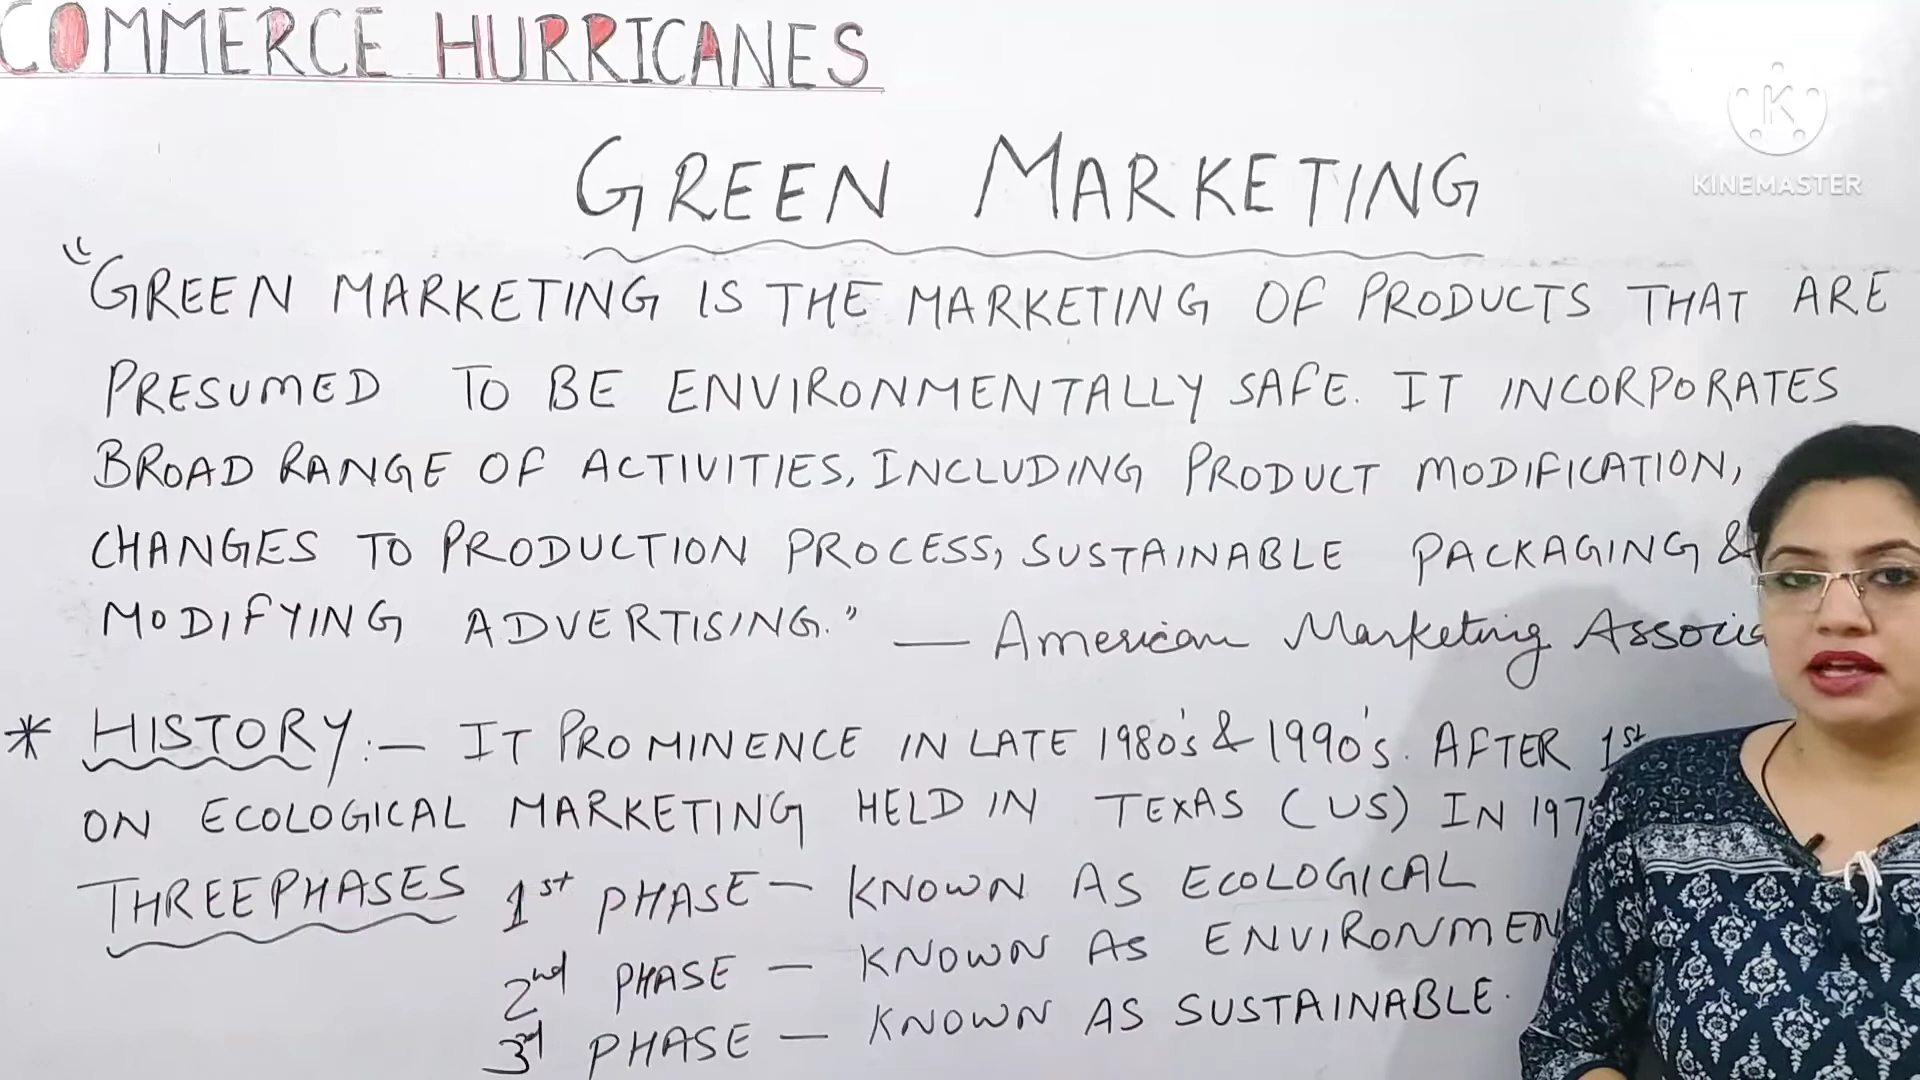 COMMERCE HURRICANES
KINEMASTER
GREEN MARKETING
"GREEN MARKETING IS THE MARKETING OF PRODUCTS THAT ARE
PRESUMED TO BE ENVIRONMENTALLY SAFE. IT INCORPORATES
BROAD RANGE OF ACTIVITIES, INCLUDING PRODUCT MODIFICATION,
CHANGES TO PRODUCTION PROCESS, SUSTAINABLE PACKAGING &
MODIFYING ADVERTISING." — American Marketing
* HISTORY:— IT PROMINENCE IN LATE 1980's & 1990's. AFTER 1st
ON ECOLOGICAL MARKETING HELD IN TEXAS (US) IN
THREE PHASES 1st PHASE — KNOWN AS ECOLOGICAL
2nd PHASE — KNOWN AS
3rd PHASE — KNOWN AS SUSTAINABLE.